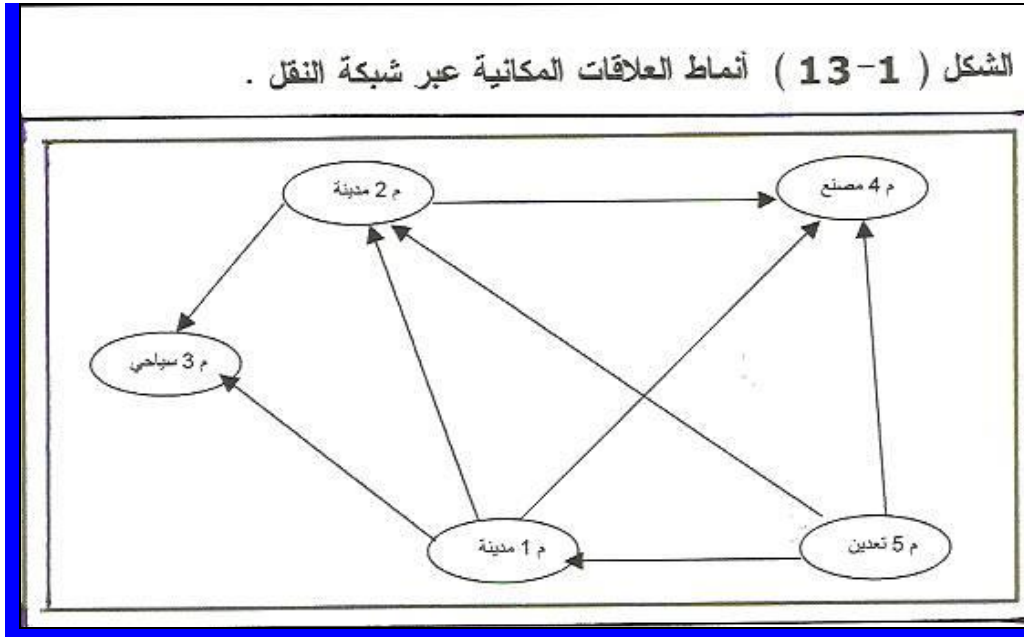 الشكل ( 1-13 ) أنماط العلاقات المكانية عبر شبكة النقل .
م 4 مصنع
م 2 مدينة
م 3 سياحي
م 1 مدينة
م 5 تعدين